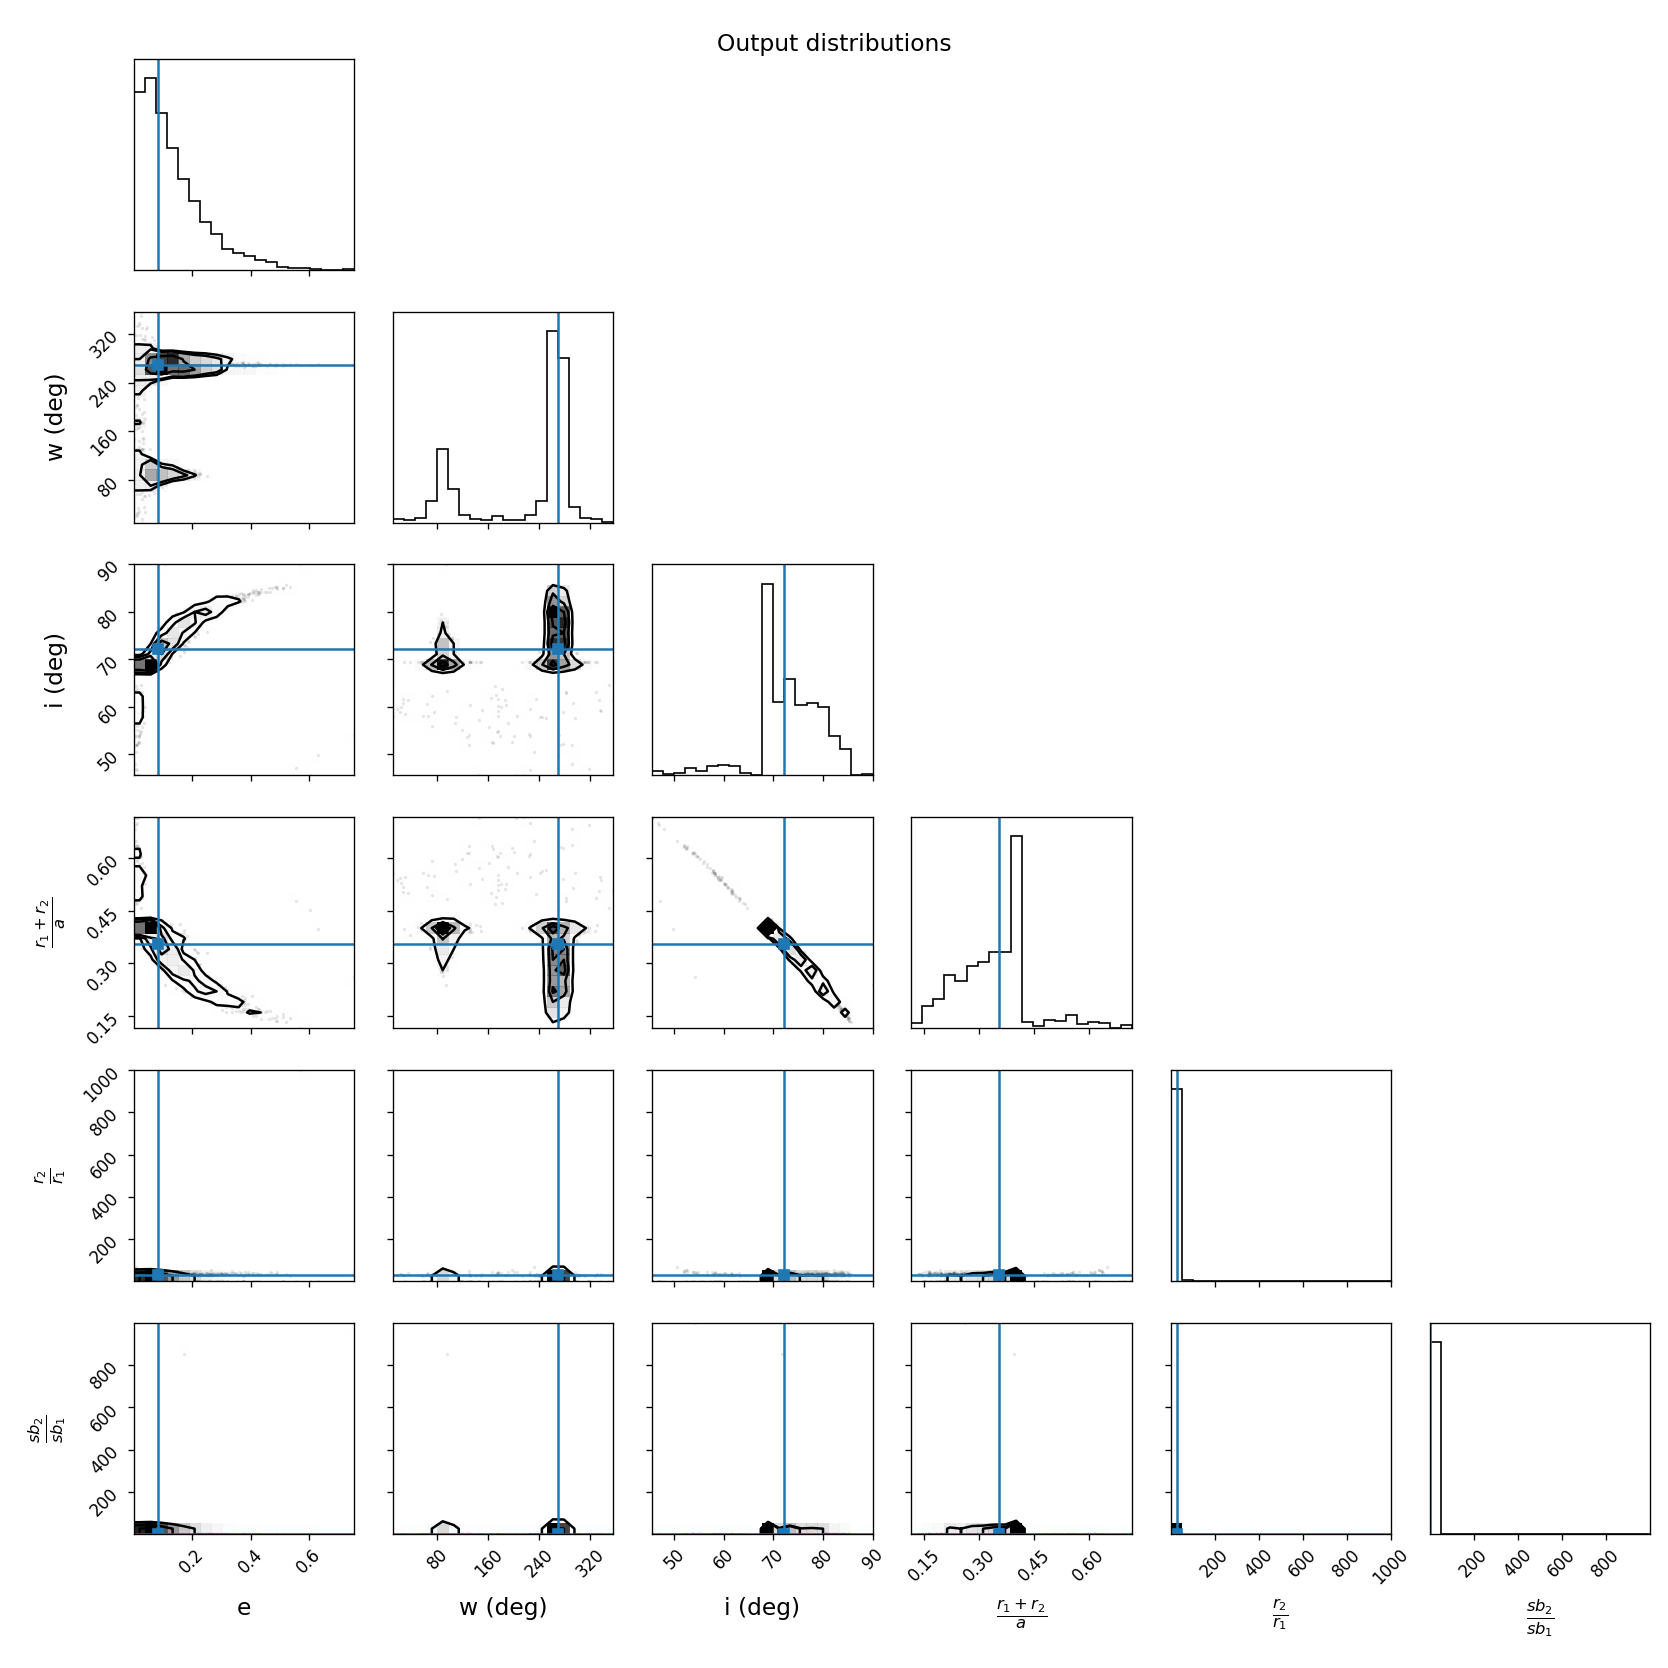 Output distributions
w (deg)
320
240
160
80
i (deg)
90
80
70
60
50
r₁ + r₂
a
0.60
0.45
0.30
0.15
r₂
r₁
1000
800
600
400
200
sb₂
sb₁
800
600
400
200
0.2 0.4 0.6
80 160 240 320
50 60 70 80 90
0.15 0.30 0.45 0.60
200 400 600 800 1000
200 400 600 800
e
w (deg)
i (deg)
r₁ + r₂
a
r₂
r₁
sb₂
sb₁